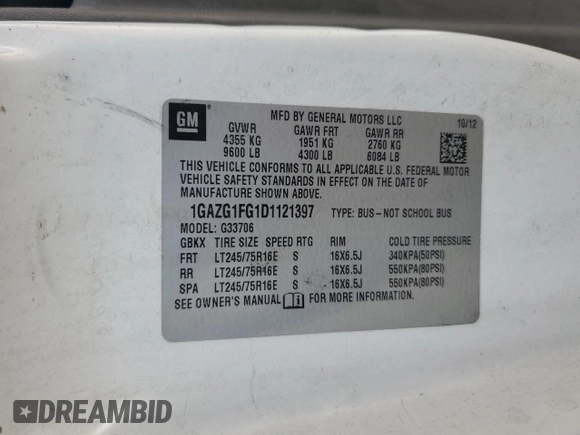 GM
MFD BY GENERAL MOTORS LLC 10/12
GVWR GAWR FRT GAWR RR
4355 KG 1951 KG 2760 KG
9600 LB 4300 LB 6084 LB
THIS VEHICLE CONFORMS TO ALL APPLICABLE U.S. FEDERAL MOTOR
VEHICLE SAFETY STANDARDS IN EFFECT ON THE DATE OF
MANUFACTURE SHOWN ABOVE.
1GAZG1FG1D1121397 TYPE: BUS-NOT SCHOOL BUS
MODEL: G33706
GBKX TIRE SIZE SPEED RTG RIM COLD TIRE PRESSURE
FRT LT245/75R16E S 16X6.5J 340KPA(50PSI)
RR LT245/75R16E S 16X6.5J 550KPA(80PSI)
SPA LT245/75R16E S 16X6.5J 550KPA(80PSI)
SEE OWNER'S MANUAL FOR MORE INFORMATION.
DREAMBID